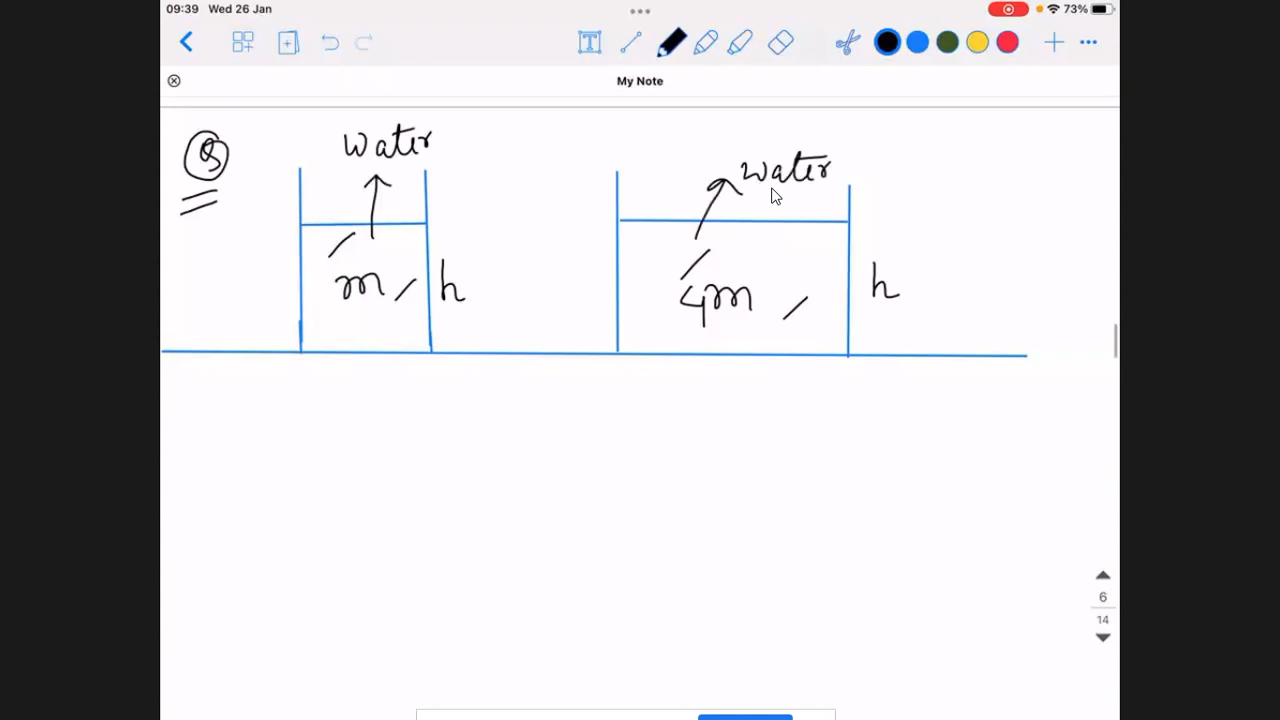 09:39 Wed 26 Jan
73%
My Note
Q
Water
water
m, h
4m, h
6
14